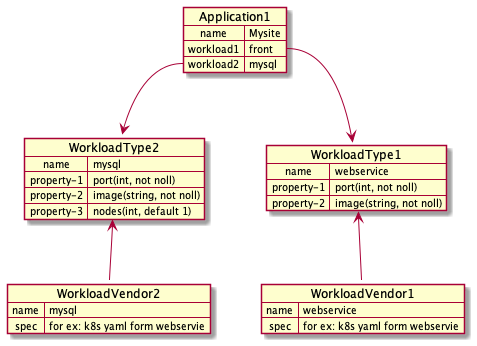 Application1
name Mysite
workload1 front
workload2 mysql
WorkloadType2
name mysql
property-1 port(int, not noll)
property-2 image(string, not noll)
property-3 nodes(int, default 1)
WorkloadType1
name webservice
property-1 port(int, not noll)
property-2 image(string, not noll)
WorkloadVendor2
name mysql
spec for ex: k8s yaml form webservie
WorkloadVendor1
name webservice
spec for ex: k8s yaml form webservie